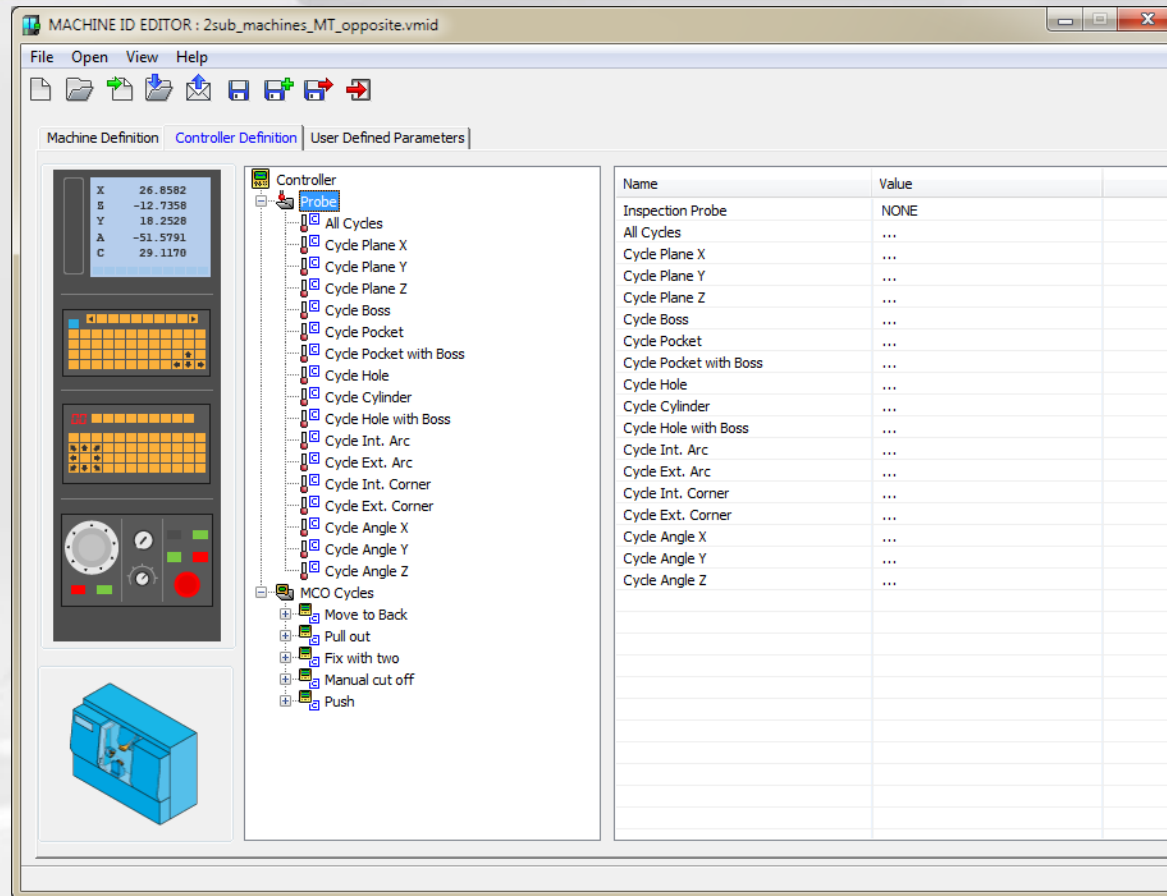 MACHINE ID EDITOR : 2sub_machines_MT_opposite.vmid
File Open View Help
Machine Definition Controller Definition User Defined Parameters
X 26.8582
Z -12.7358
Y 18.2528
A -51.5791
C 29.1170
Controller
Probe
All Cycles
Cycle Plane X
Cycle Plane Y
Cycle Plane Z
Cycle Boss
Cycle Pocket
Cycle Pocket with Boss
Cycle Hole
Cycle Cylinder
Cycle Hole with Boss
Cycle Int. Arc
Cycle Ext. Arc
Cycle Int. Corner
Cycle Ext. Corner
Cycle Angle X
Cycle Angle Y
Cycle Angle Z
MCO Cycles
Move to Back
Pull out
Fix with two
Manual cut off
Push
Name Value
Inspection Probe NONE
All Cycles ...
Cycle Plane X ...
Cycle Plane Y ...
Cycle Plane Z ...
Cycle Boss ...
Cycle Pocket ...
Cycle Pocket with Boss ...
Cycle Hole ...
Cycle Cylinder ...
Cycle Hole with Boss ...
Cycle Int. Arc ...
Cycle Ext. Arc ...
Cycle Int. Corner ...
Cycle Ext. Corner ...
Cycle Angle X ...
Cycle Angle Y ...
Cycle Angle Z ...